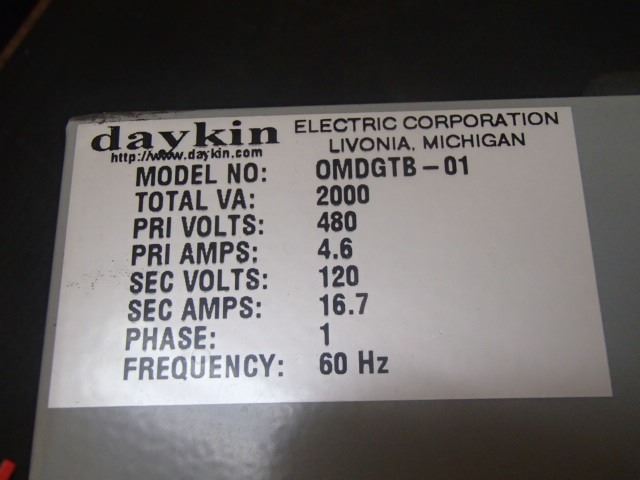 daykin ELECTRIC CORPORATION
LIVONIA, MICHIGAN
http://www.daykin.com
MODEL NO: OMDGTB-01
TOTAL VA: 2000
PRI VOLTS: 480
PRI AMPS: 4.6
SEC VOLTS: 120
SEC AMPS: 16.7
PHASE: 1
FREQUENCY: 60 Hz